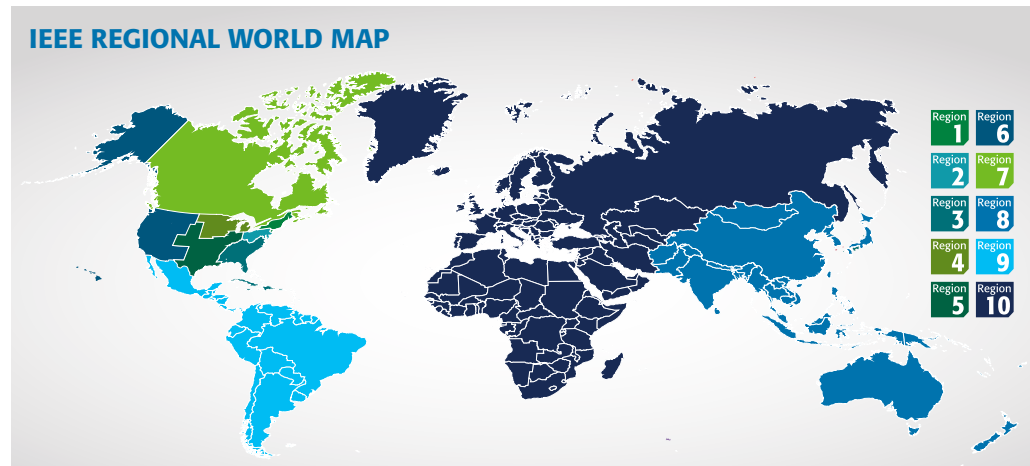 IEEE REGIONAL WORLD MAP
Region
1
Region
6
Region
2
Region
7
Region
3
Region
8
Region
4
Region
9
Region
5
Region
10